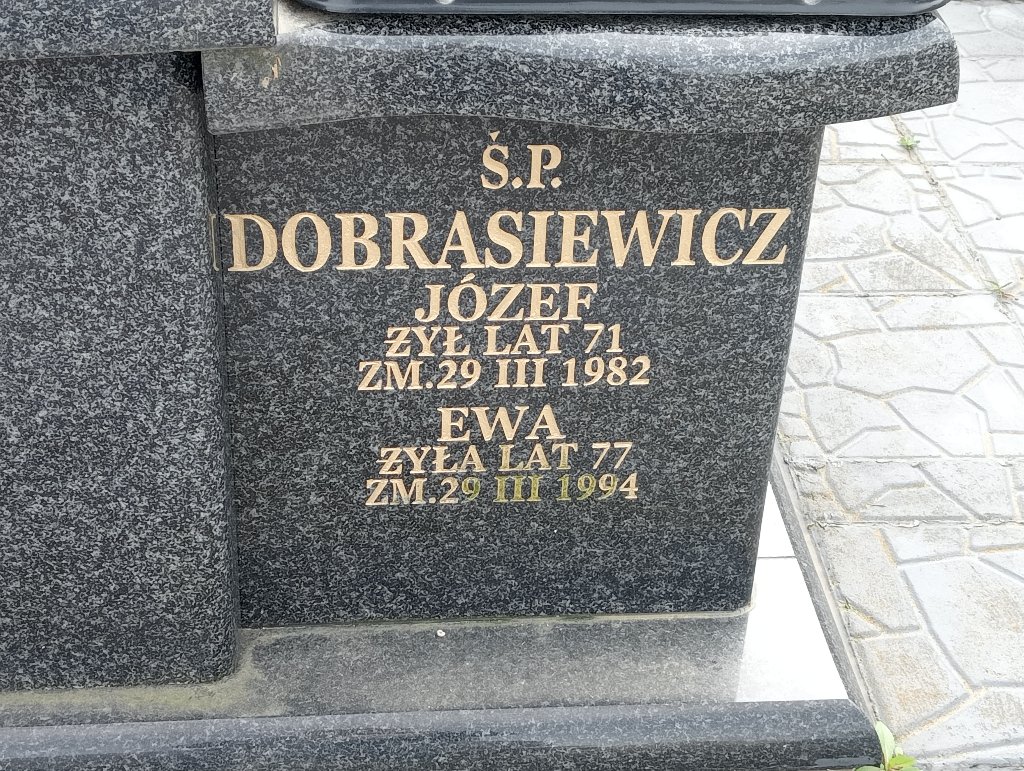 Ś.P.
DOBRASIEWICZ
JÓZEF
ŻYŁ LAT 71
ZM.29 III 1982
EWA
ŻYŁA LAT 77
ZM.29 III 1994